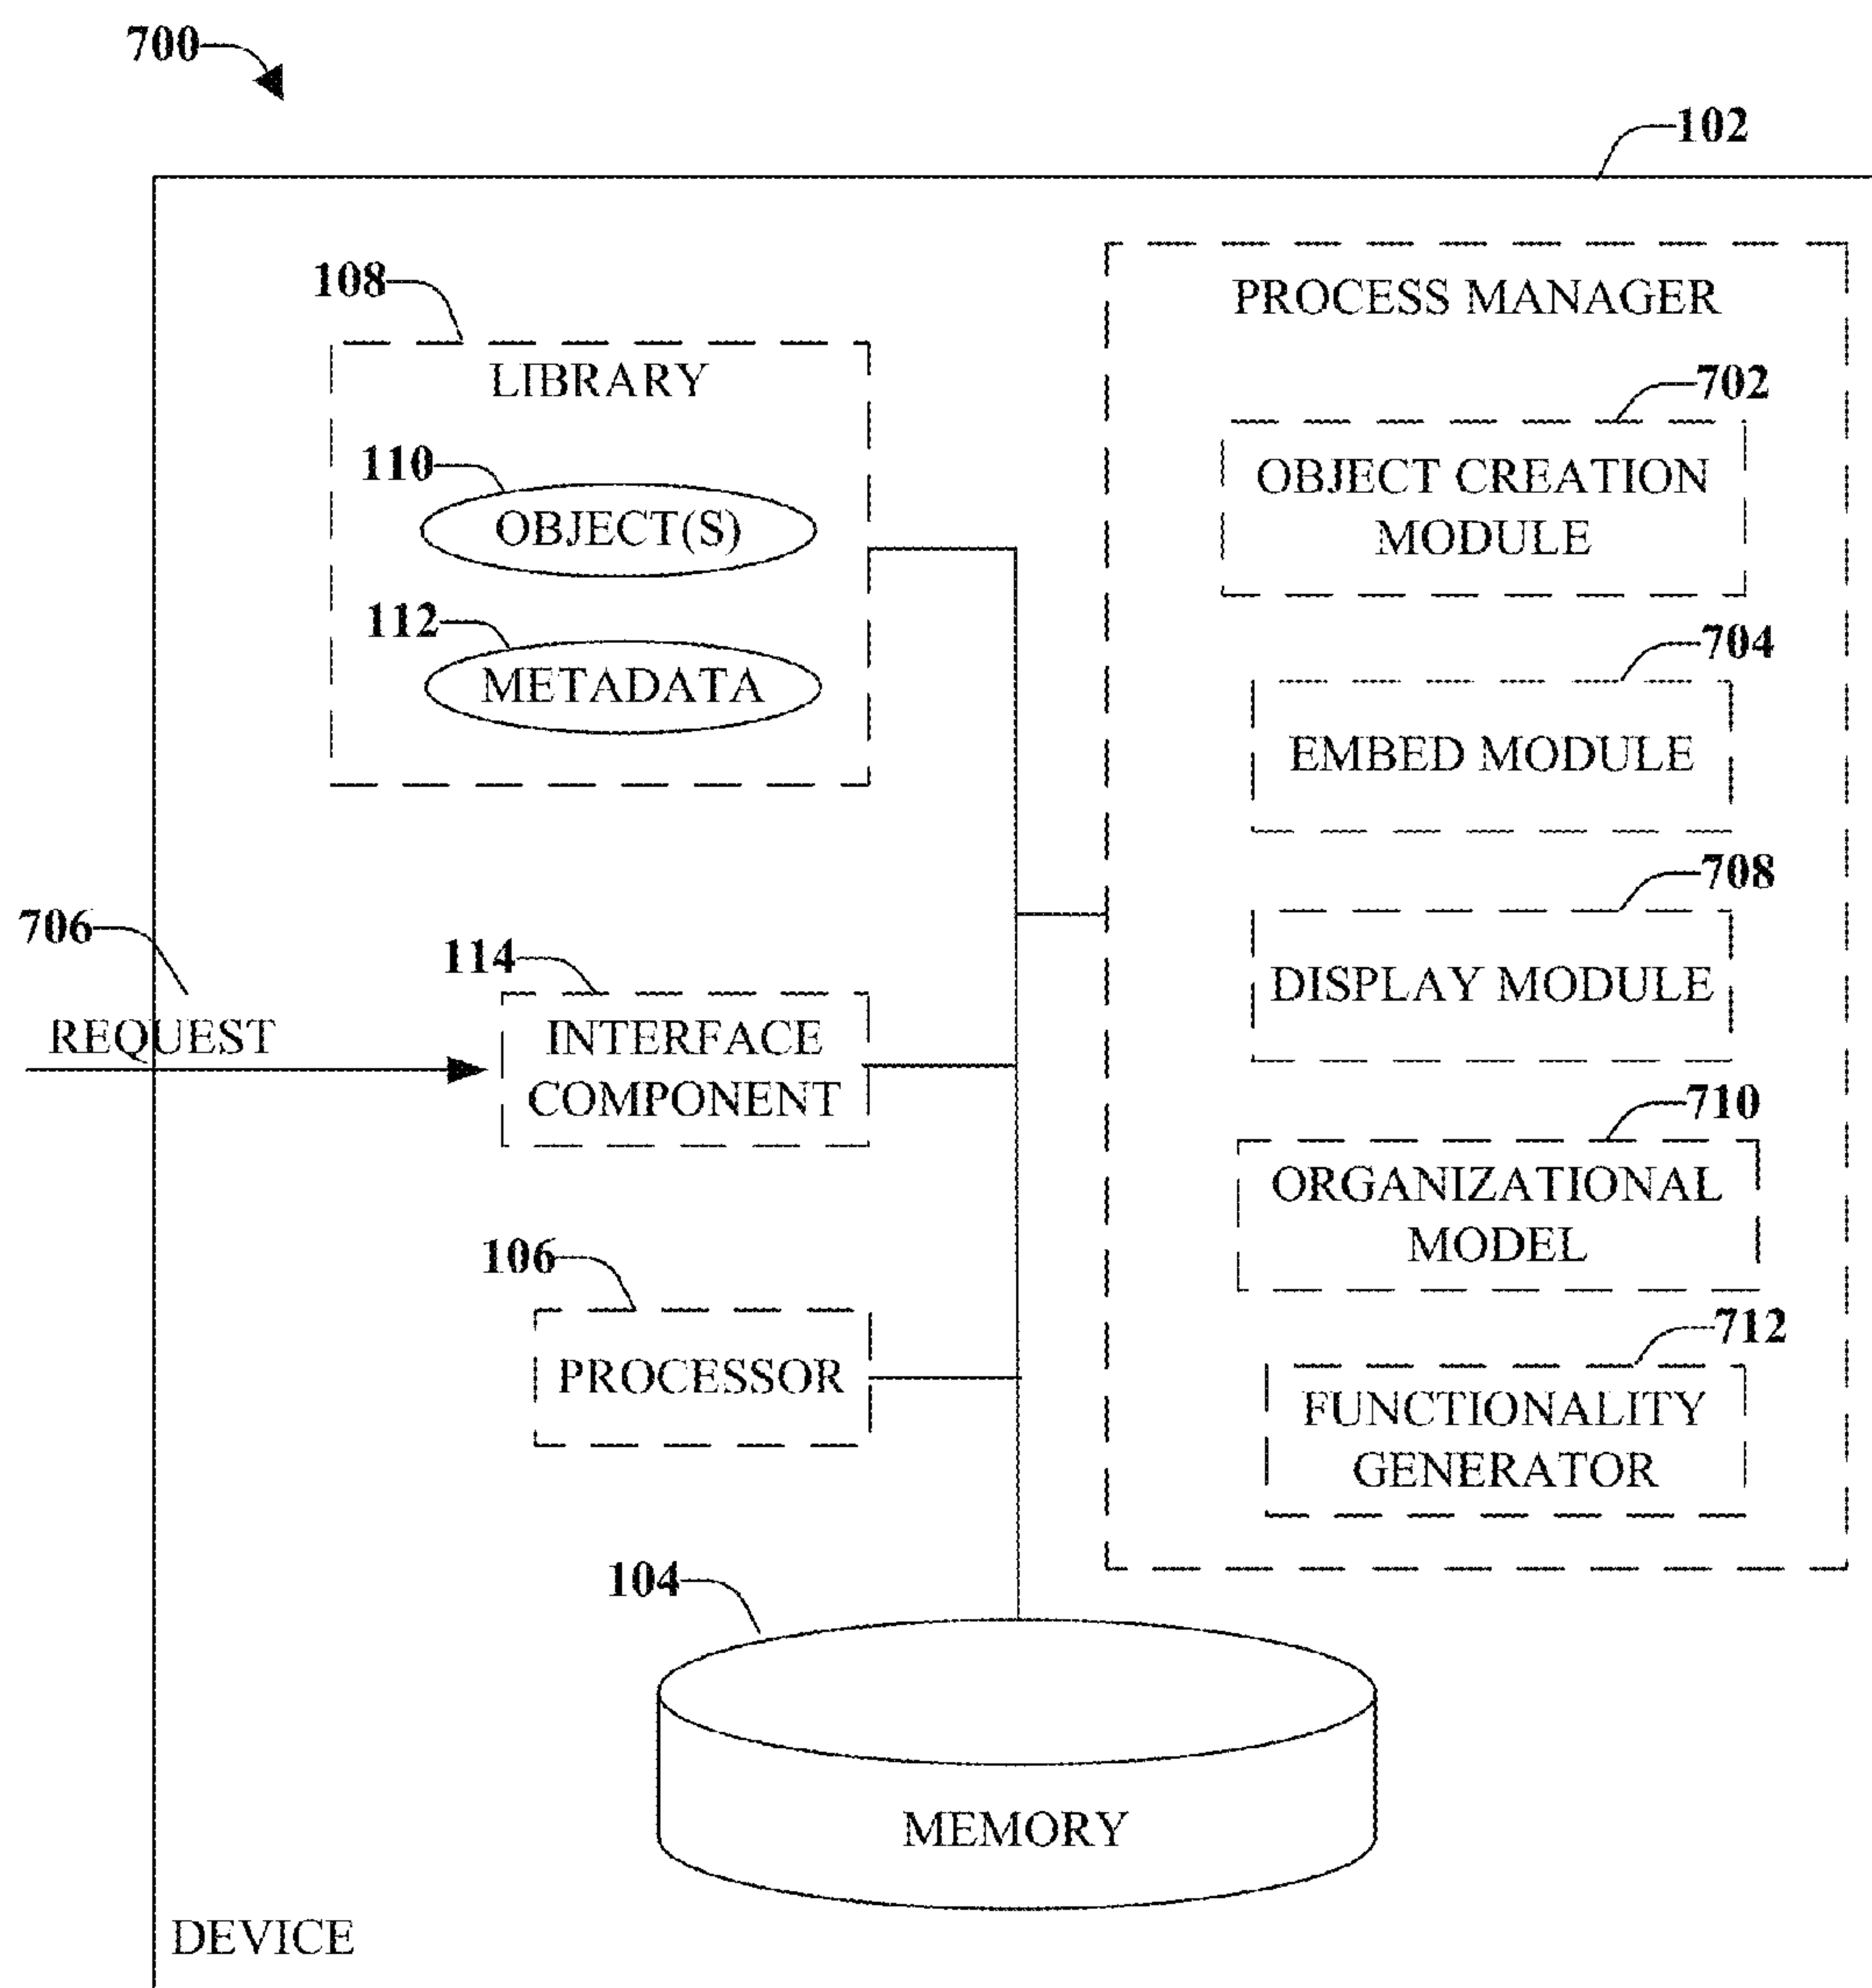 700
102
108
LIBRARY
110
OBJECT(S)
112
METADATA
PROCESS MANAGER
702
OBJECT CREATION
MODULE
704
EMBED MODULE
708
DISPLAY MODULE
710
ORGANIZATIONAL
MODEL
712
FUNCTIONALITY
GENERATOR
706
REQUEST
114
INTERFACE
COMPONENT
106
PROCESSOR
104
MEMORY
DEVICE